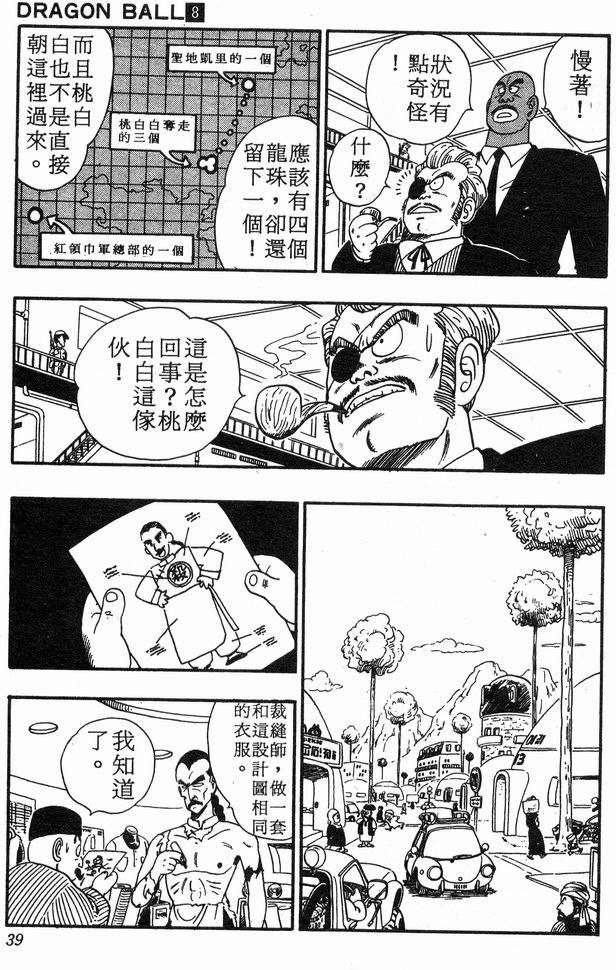 DRAGON BALL 8
慢著！
狀況有
點奇怪
！
什麼？
應該有四個
龍珠，卻還
留下一個！
聖地凱里的一個
桃白白奪走
的三個
紅領巾軍總部的一個
而且桃白
白也不是直接
朝這裡過來。
這是怎麼
回事？桃
白白這傢
伙！
殺
裁縫師，做一套
和這設計圖相同
的衣服。
我知道
了。
39